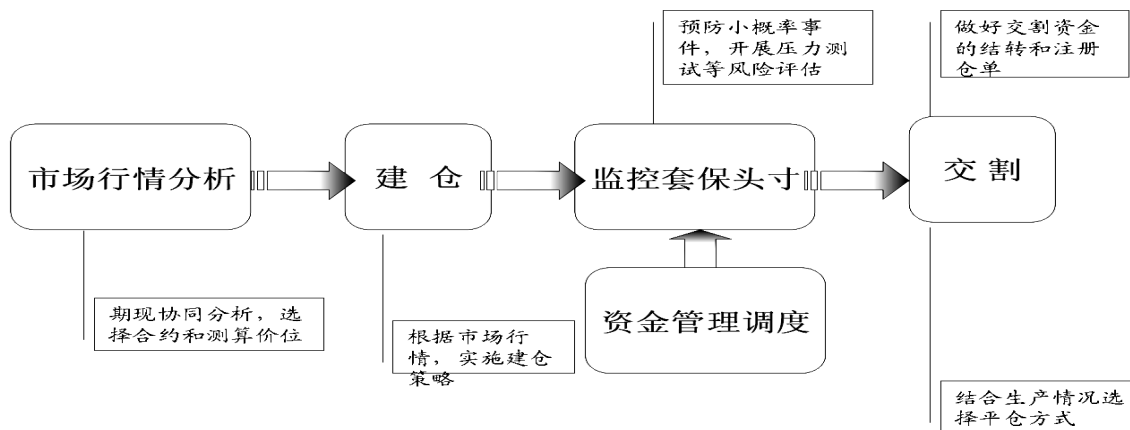 预防小概率事
件，开展压力测
试等风险评估
做好交割资金
的结转和注册
仓单
市场行情分析
建 仓
监控套保头寸
交 割
期现协同分析，选
择合约和测算价位
根据市场行
情，实施建仓
策略
资金管理调度
结合生产情况选
择平仓方式